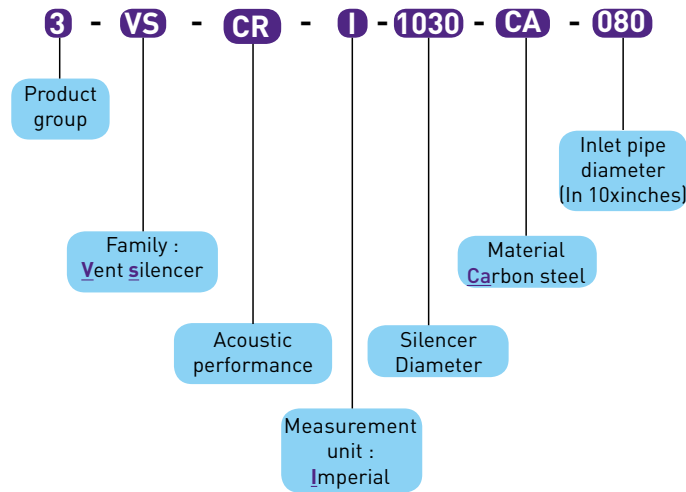 3 - VS - CR - I - 1030 - CA - 080
Product
group
Inlet pipe
diameter
(In 10xinches)
Family :
Vent silencer
Material
Carbon steel
Acoustic
performance
Silencer
Diameter
Measurement
unit :
Imperial